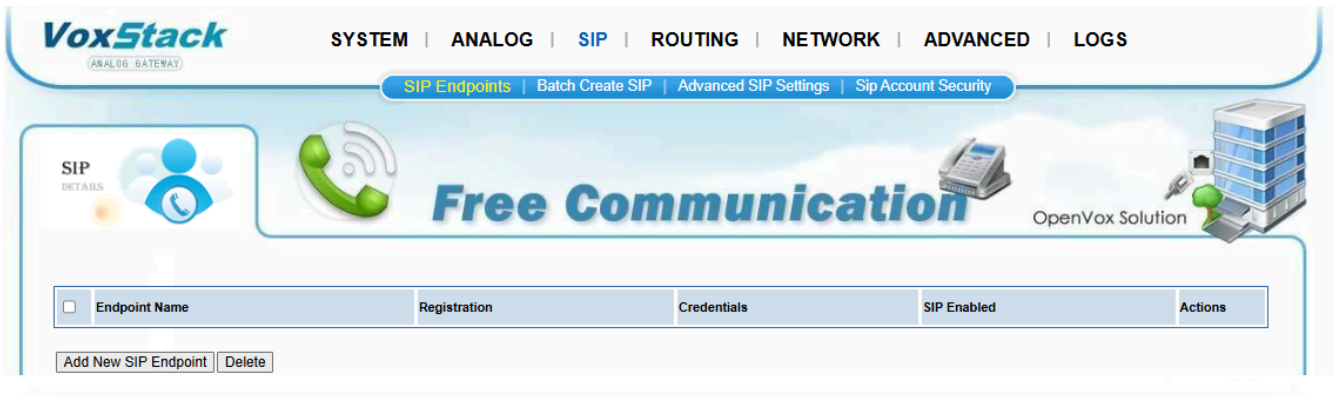 VoxStack
ANALOG GATEWAY
SYSTEM | ANALOG | SIP | ROUTING | NETWORK | ADVANCED | LOGS
SIP Endpoints | Batch Create SIP | Advanced SIP Settings | Sip Account Security
SIP
DETAILS
Free Communication
OpenVox Solution
Endpoint Name Registration Credentials SIP Enabled Actions
Add New SIP Endpoint Delete